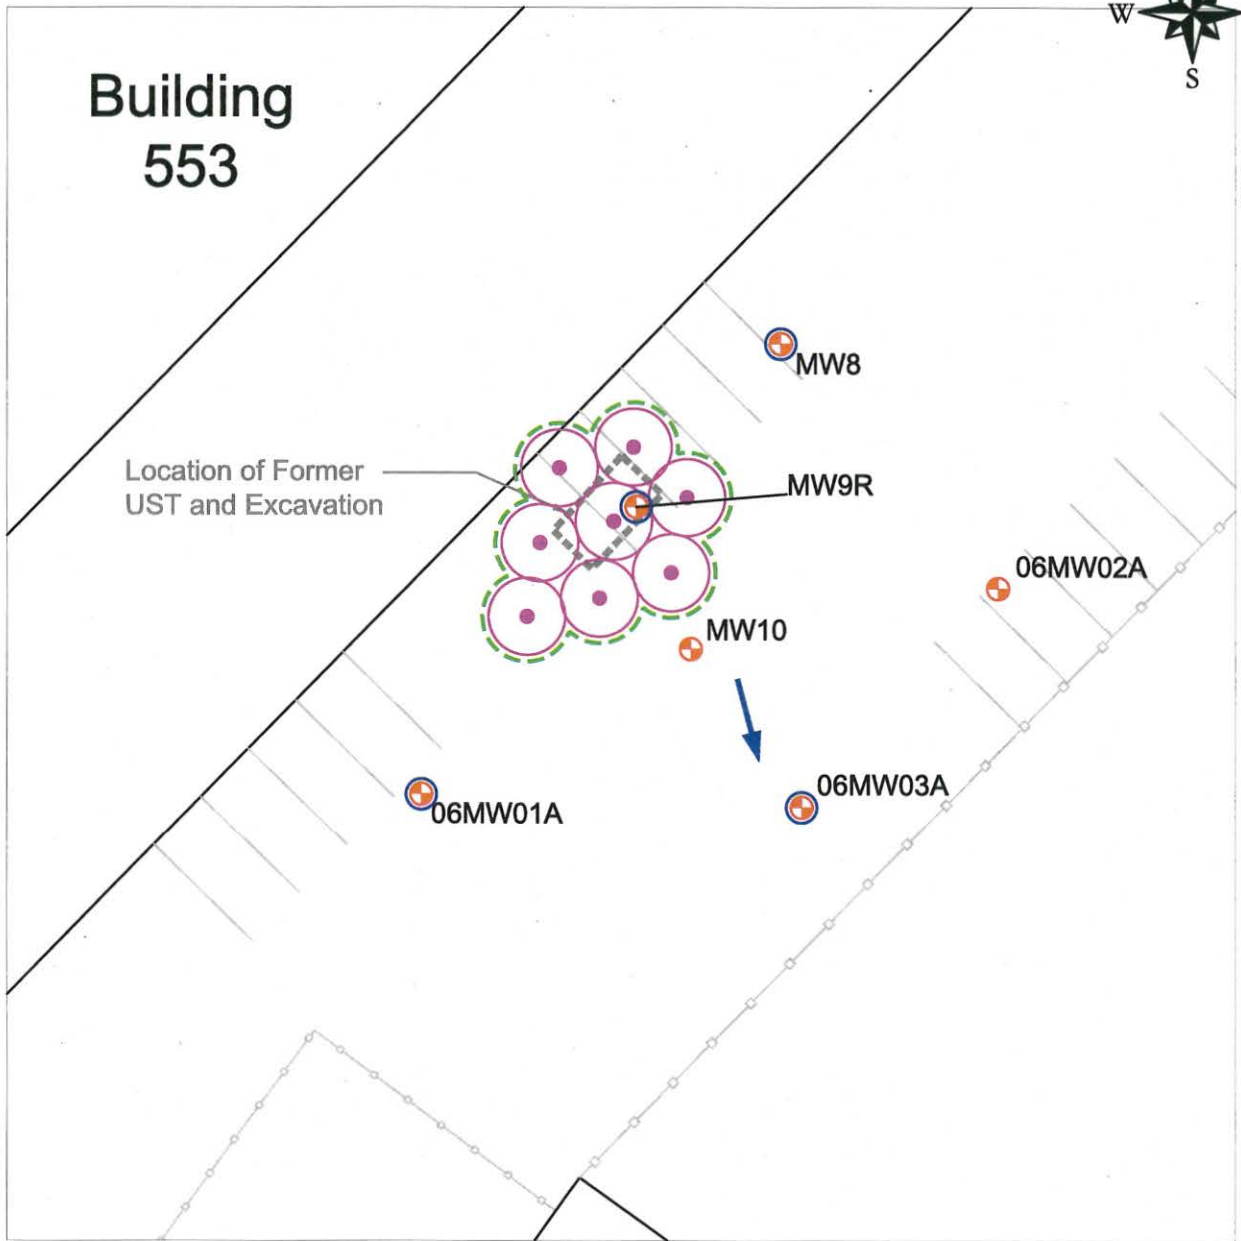 W
S
Building
553
MW8
Location of Former
UST and Excavation
MW9R
06MW02A
MW10
06MW03A
06MW01A